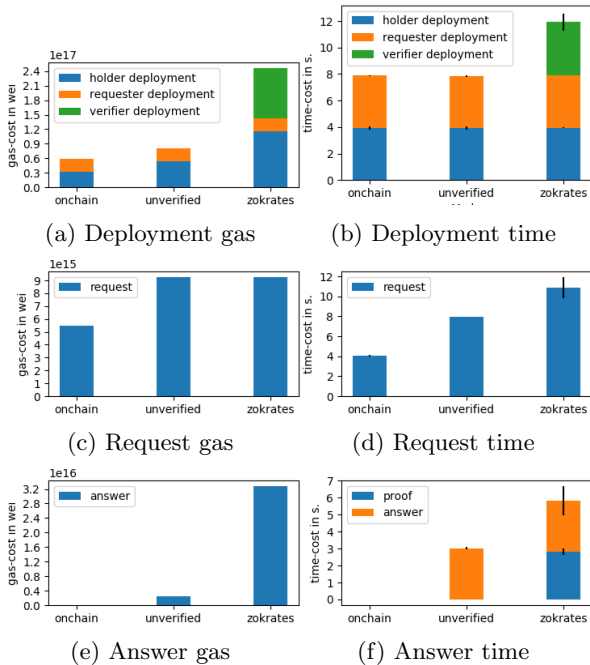 1e17
gas-cost in wei
2.4
2.1
1.8
1.5
1.2
0.9
0.6
0.3
0.0
holder deployment
requester deployment
verifier deployment
onchain unverified zokrates
(a) Deployment gas
time-cost in s.
12
10
8
6
4
2
0
holder deployment
requester deployment
verifier deployment
onchain unverified zokrates
(b) Deployment time
1e15
gas-cost in wei
9
8
7
6
5
4
3
2
1
0
request
onchain unverified zokrates
(c) Request gas
time-cost in s.
12
10
8
6
4
2
0
request
onchain unverified zokrates
(d) Request time
1e16
gas-cost in wei
3.2
2.8
2.4
2.0
1.6
1.2
0.8
0.4
0.0
answer
onchain unverified zokrates
(e) Answer gas
time-cost in s.
7
6
5
4
3
2
1
0
proof
answer
onchain unverified zokrates
(f) Answer time